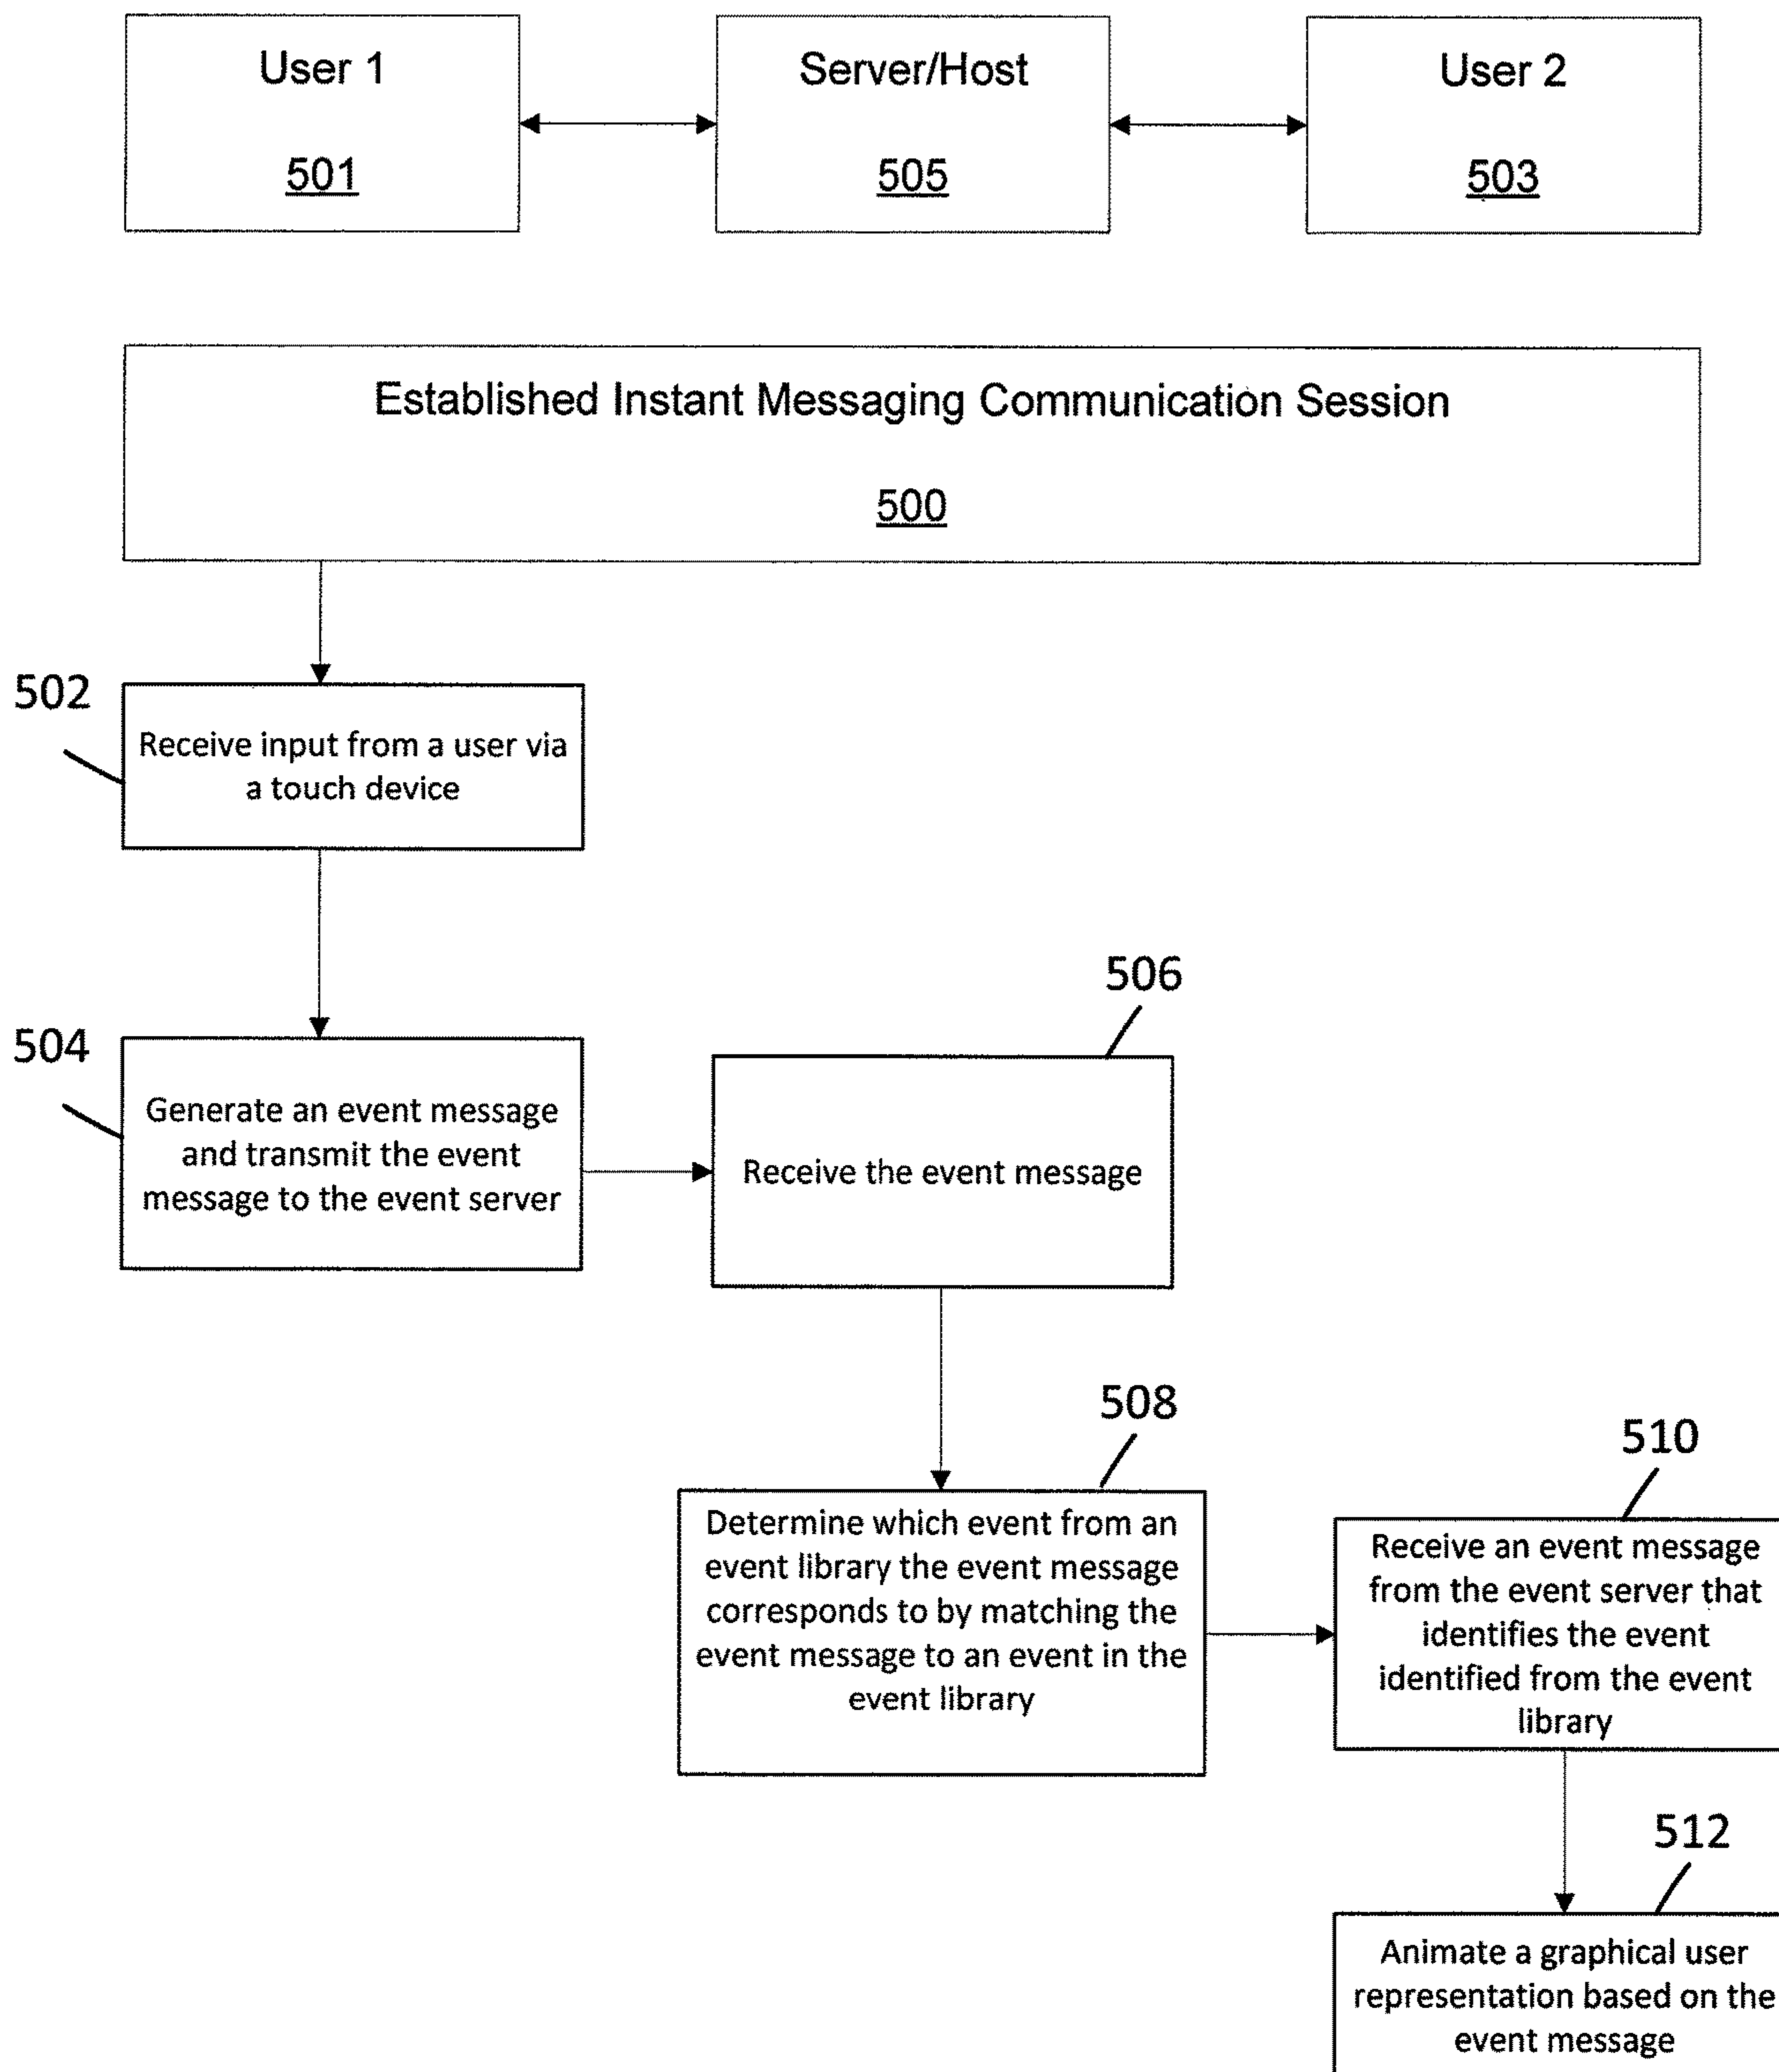 User 1
501
Server/Host
505
User 2
503
Established Instant Messaging Communication Session
500
502
Receive input from a user via
a touch device
504
Generate an event message
and transmit the event
message to the event server
506
Receive the event message
508
Determine which event from an
event library the event message
corresponds to by matching the
event message to an event in the
event library
510
Receive an event message
from the event server that
identifies the event
identified from the event
library
512
Animate a graphical user
representation based on the
event message